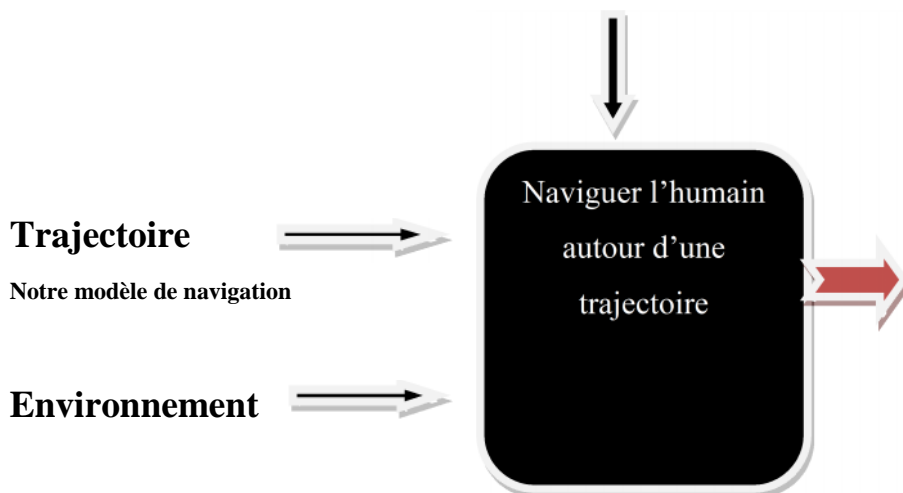 Naviguer l’humain
autour d’une
trajectoire
Trajectoire
Notre modèle de navigation
Environnement